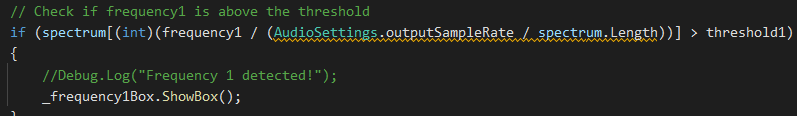 // Check if frequency1 is above the threshold
if (spectrum[(int)(frequency1 / (AudioSettings.outputSampleRate / spectrum.Length))] > threshold1)
{
//Debug.Log("Frequency 1 detected!");
_frequency1Box.ShowBox();
}